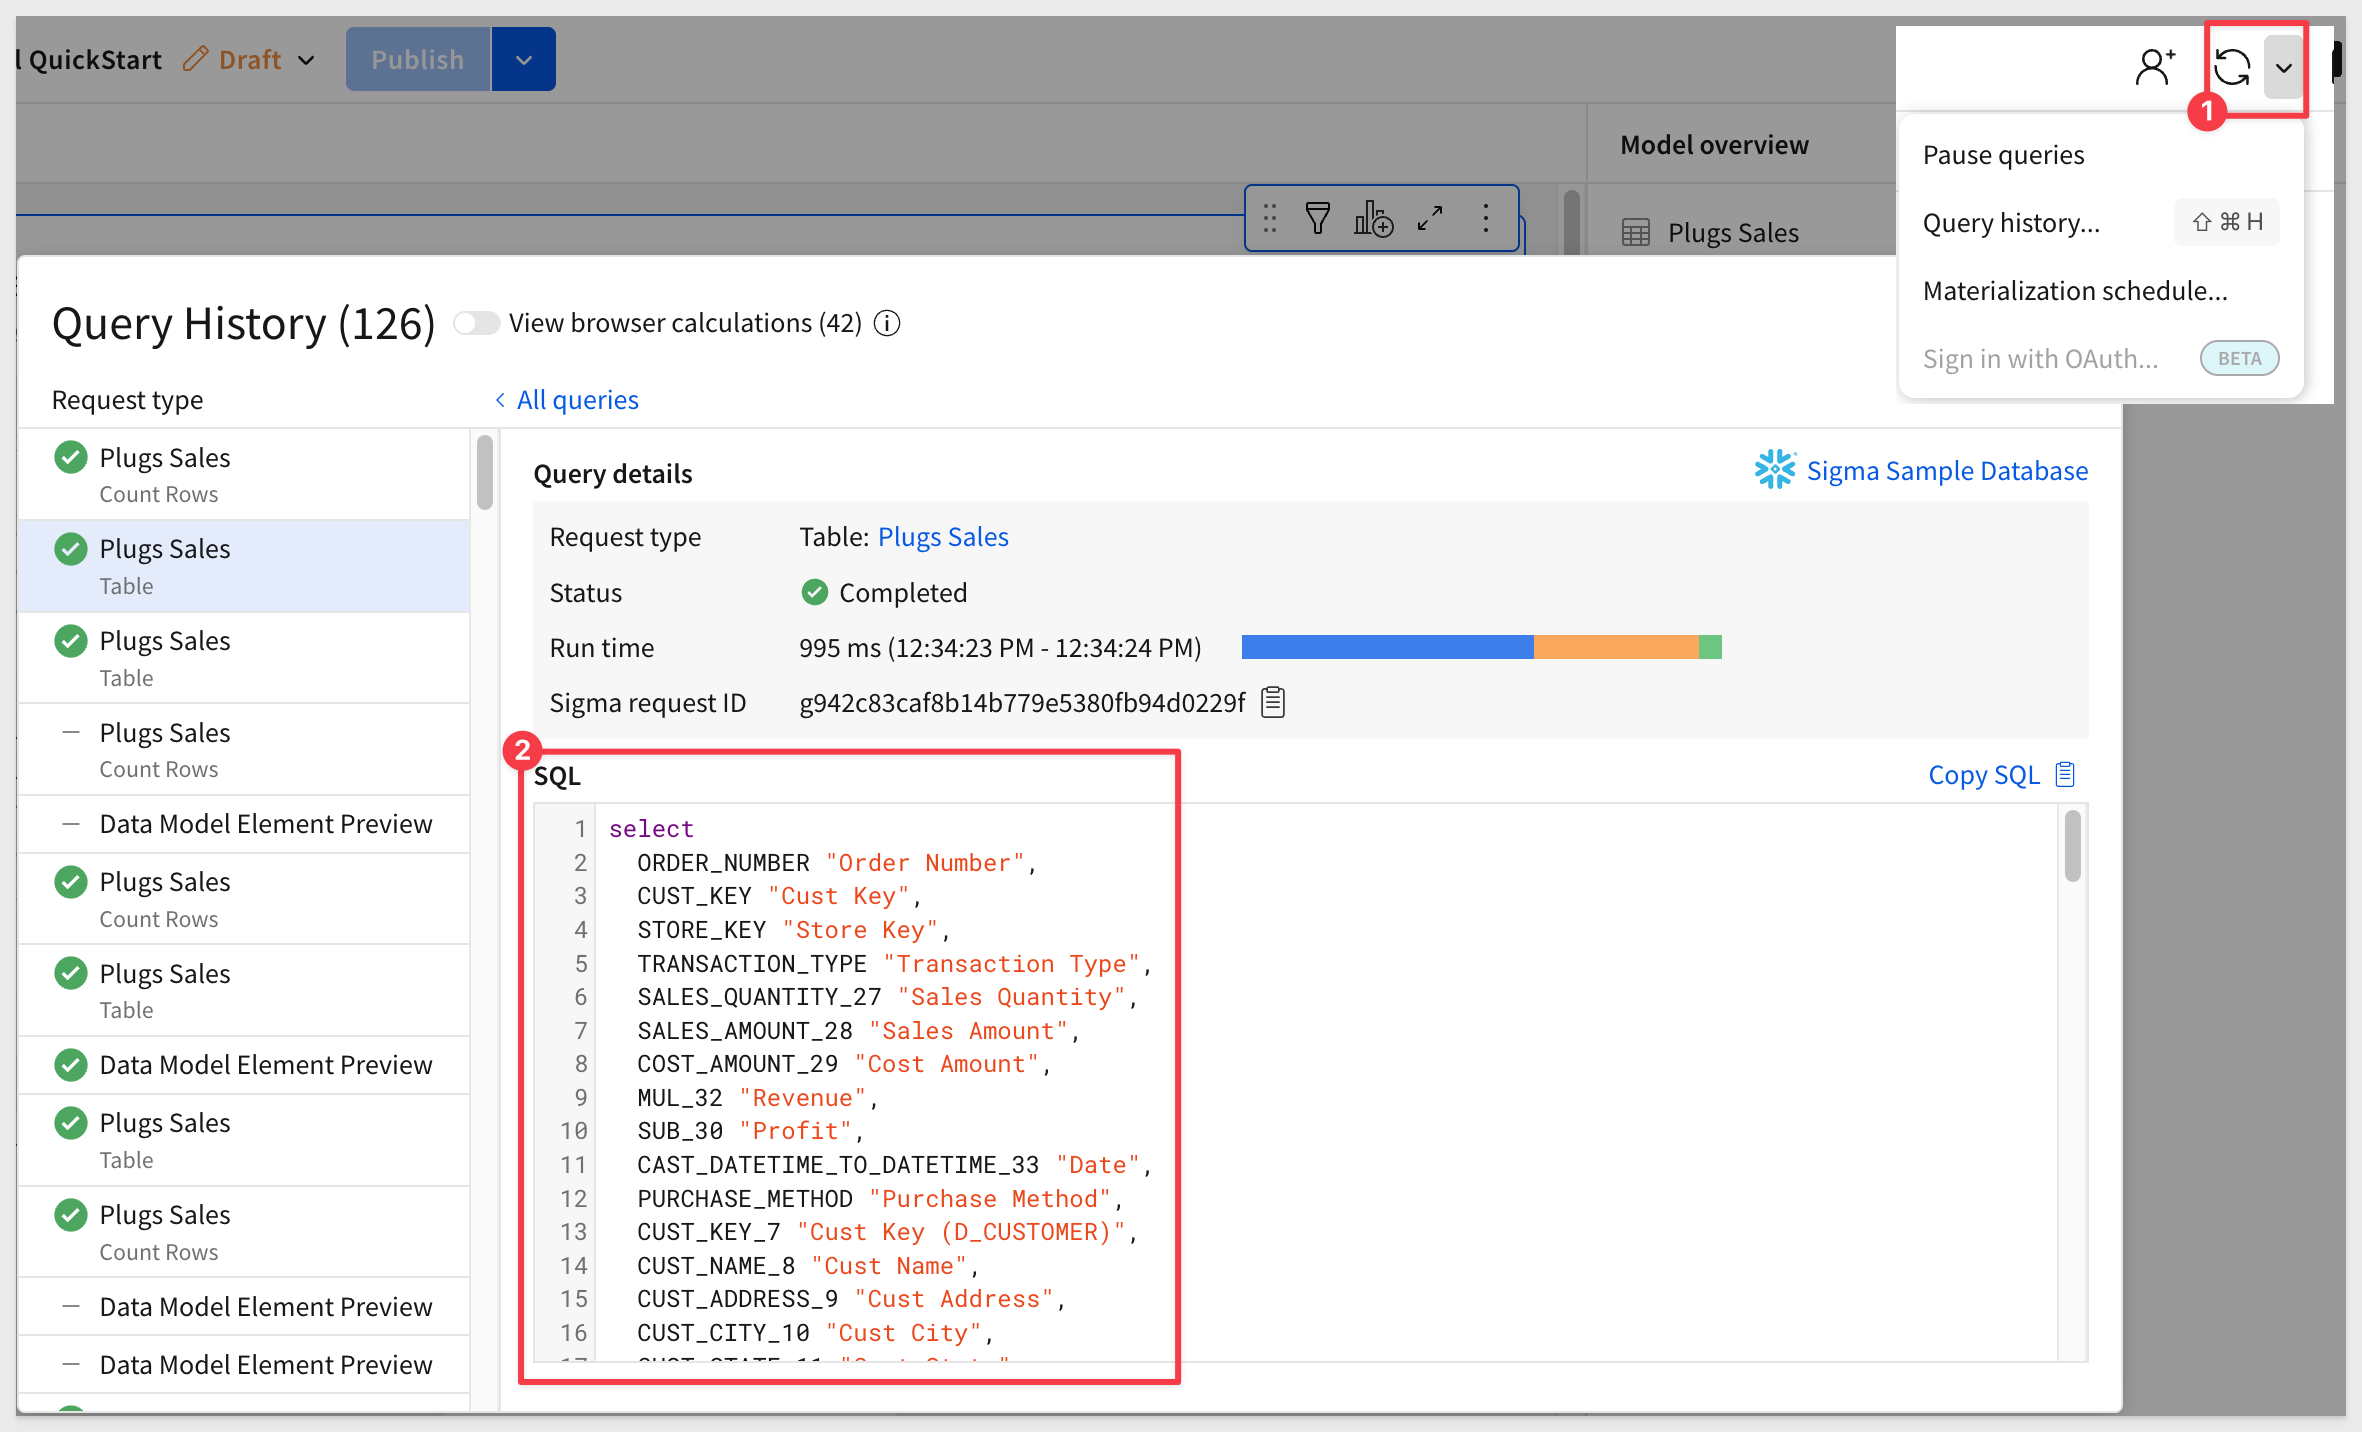 l QuickStart
Draft
Publish
1
Model overview
Plugs Sales
Pause queries
Query history...
⇧ ⌘ H
Materialization schedule...
Sign in with OAuth...
BETA
Query History (126)
View browser calculations (42)
Request type
All queries
Plugs Sales
Count Rows
Plugs Sales
Table
Plugs Sales
Table
Plugs Sales
Count Rows
Data Model Element Preview
Plugs Sales
Count Rows
Plugs Sales
Table
Data Model Element Preview
Plugs Sales
Table
Plugs Sales
Count Rows
Data Model Element Preview
Data Model Element Preview
Query details
Sigma Sample Database
Request type
Table: Plugs Sales
Status
Completed
Run time
995 ms (12:34:23 PM - 12:34:24 PM)
Sigma request ID
g942c83caf8b14b779e5380fb94d0229f
2
SQL
Copy SQL
1 select
2 ORDER_NUMBER "Order Number",
3 CUST_KEY "Cust Key",
4 STORE_KEY "Store Key",
5 TRANSACTION_TYPE "Transaction Type",
6 SALES_QUANTITY_27 "Sales Quantity",
7 SALES_AMOUNT_28 "Sales Amount",
8 COST_AMOUNT_29 "Cost Amount",
9 MUL_32 "Revenue",
10 SUB_30 "Profit",
11 CAST_DATETIME_TO_DATETIME_33 "Date",
12 PURCHASE_METHOD "Purchase Method",
13 CUST_KEY_7 "Cust Key (D_CUSTOMER)",
14 CUST_NAME_8 "Cust Name",
15 CUST_ADDRESS_9 "Cust Address",
16 CUST_CITY_10 "Cust City",